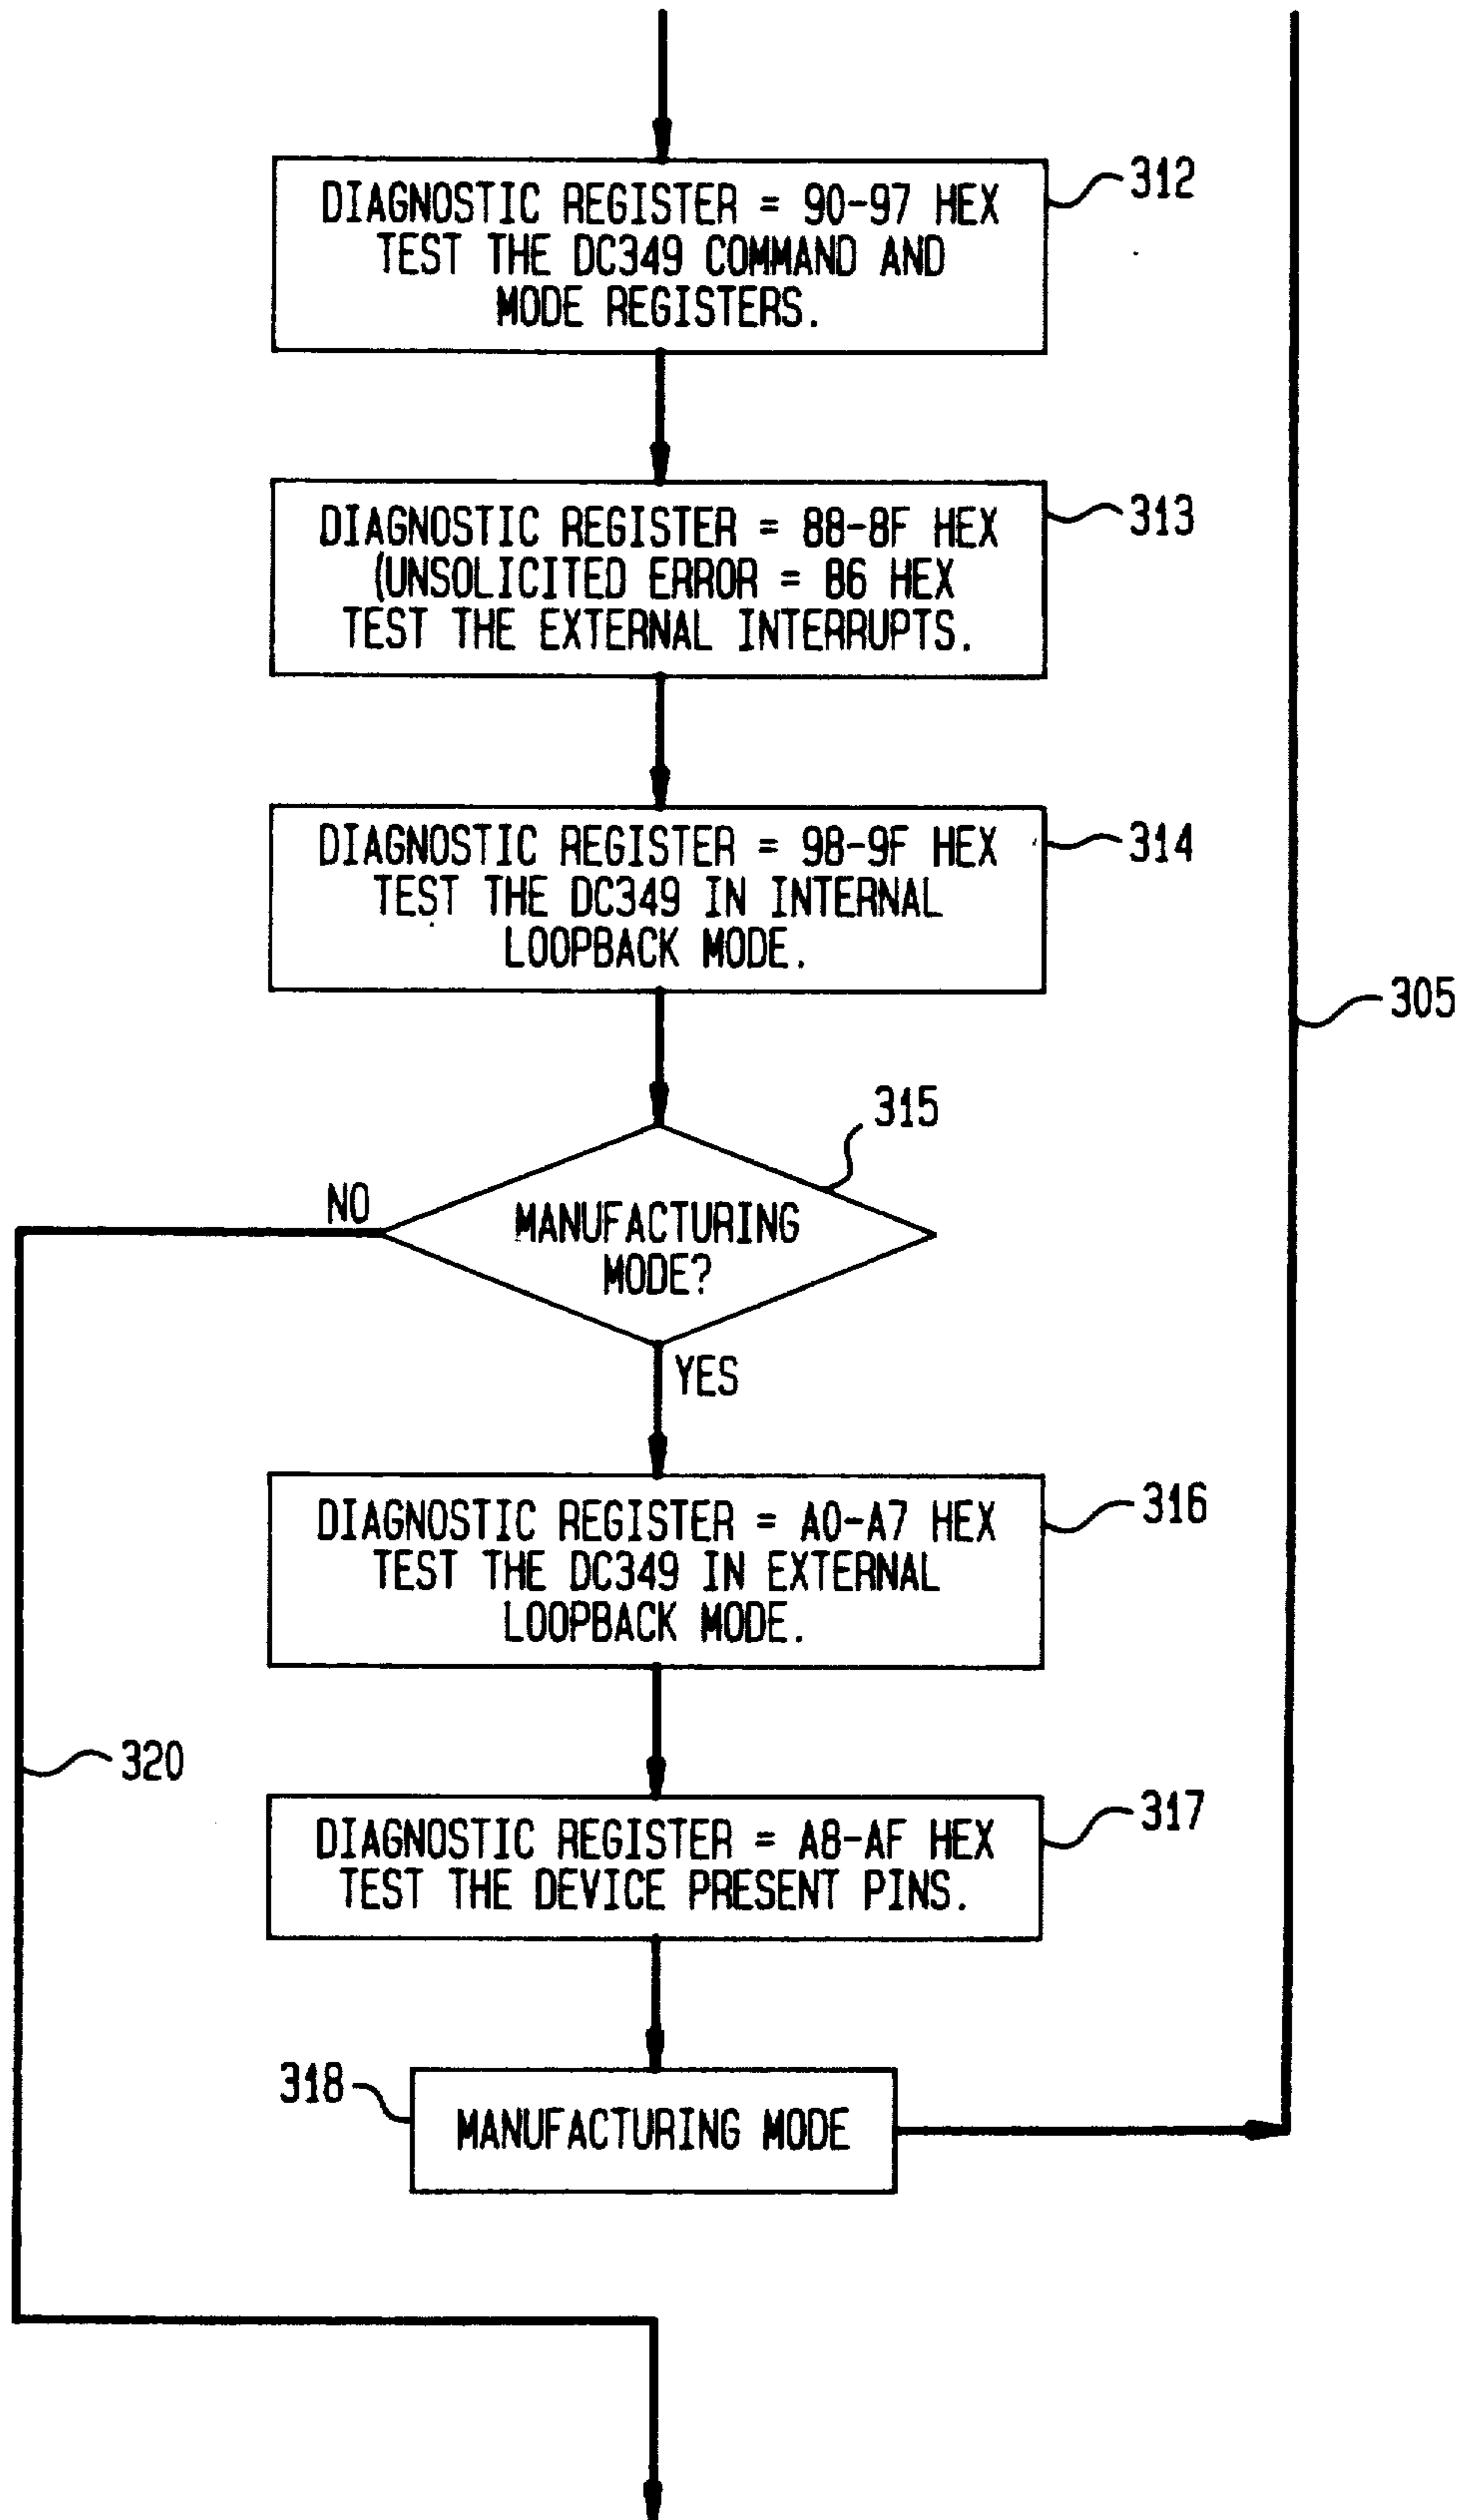 312
DIAGNOSTIC REGISTER = 90-97 HEX
TEST THE DC349 COMMAND AND
MODE REGISTERS.
313
DIAGNOSTIC REGISTER = 88-8F HEX
(UNSOLICITED ERROR = 86 HEX
TEST THE EXTERNAL INTERRUPTS.
314
DIAGNOSTIC REGISTER = 98-9F HEX
TEST THE DC349 IN INTERNAL
LOOPBACK MODE.
305
315
NO
MANUFACTURING
MODE?
YES
316
DIAGNOSTIC REGISTER = A0-A7 HEX
TEST THE DC349 IN EXTERNAL
LOOPBACK MODE.
320
317
DIAGNOSTIC REGISTER = A8-AF HEX
TEST THE DEVICE PRESENT PINS.
318
MANUFACTURING MODE